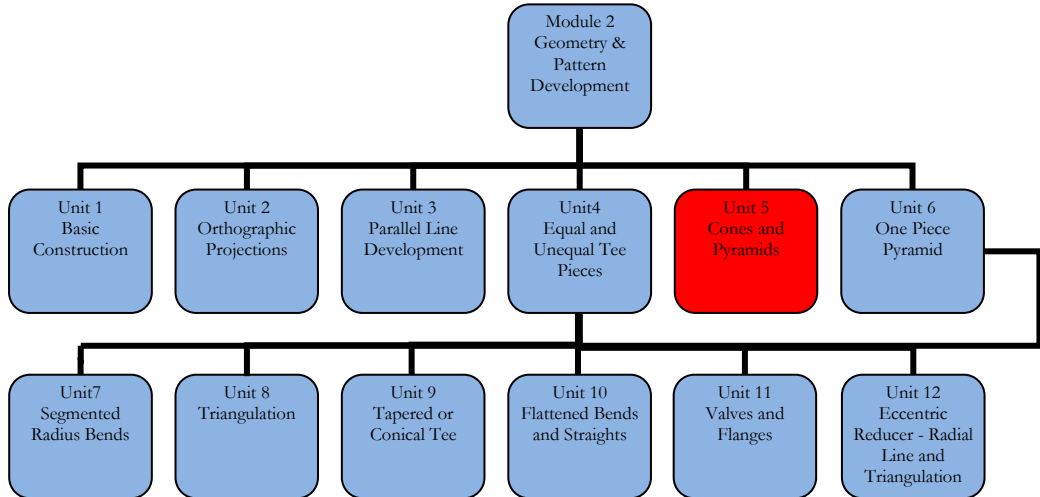 Module 2
Geometry &
Pattern
Development
Unit 1
Basic
Construction
Unit 2
Orthographic
Projections
Unit 3
Parallel Line
Development
Unit4
Equal and
Unequal Tee
Pieces
Unit 5
Cones and
Pyramids
Unit 6
One Piece
Pyramid
Unit7
Segmented
Radius Bends
Unit 8
Triangulation
Unit 9
Tapered or
Conical Tee
Unit 10
Flattened Bends
and Straights
Unit 11
Valves and
Flanges
Unit 12
Eccentric
Reducer - Radial
Line and
Triangulation